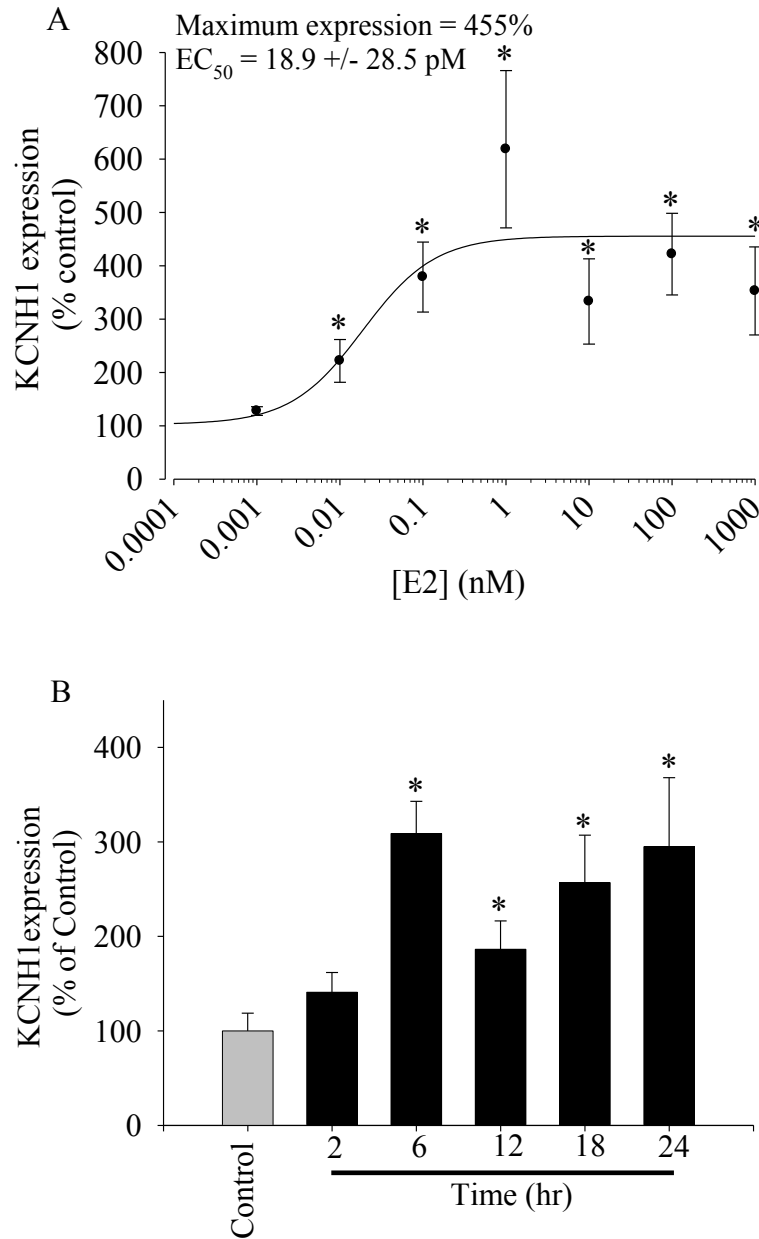 A
Maximum expression = 455%
EC50 = 18.9 +/- 28.5 pM
KCNH1 expression
(% control)
800
700
600
500
400
300
200
100
0
* * * * * * *
0.0001 0.001 0.01 0.1 1 10 100 1000
[E2] (nM)
B
KCNH1expression
(% of Control)
400
300
200
100
0
* * * *
Control 2 6 12 18 24
Time (hr)